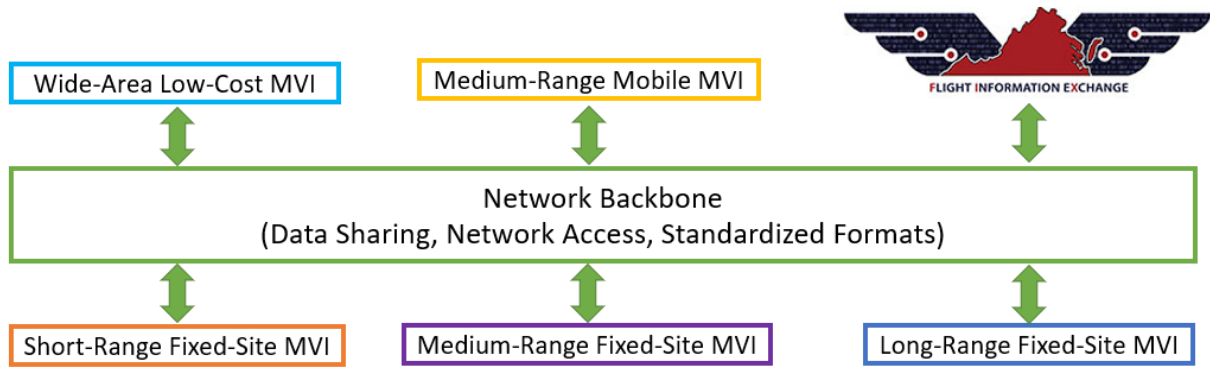 Wide-Area Low-Cost MVI
Medium-Range Mobile MVI
FLIGHT INFORMATION EXCHANGE
Network Backbone
(Data Sharing, Network Access, Standardized Formats)
Short-Range Fixed-Site MVI
Medium-Range Fixed-Site MVI
Long-Range Fixed-Site MVI